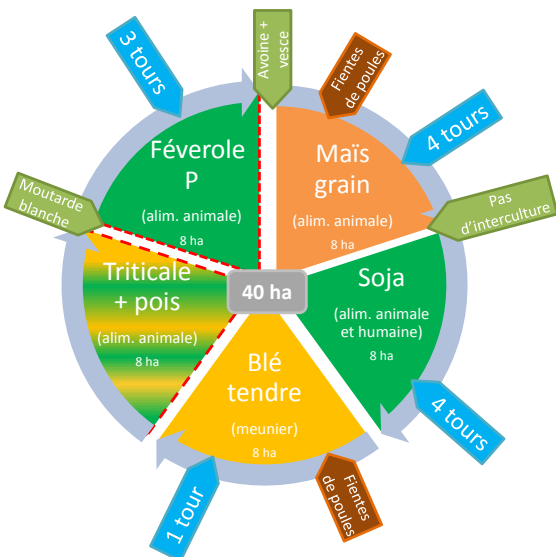 3 tours
Avoine +
vesce
Fientes
de poules
4 tours
Féverole
P
(alim. animale)
8 ha
Maïs
grain
(alim. animale)
8 ha
Moutarde
blanche
Pas
d’interculture
Triticale
+ pois
(alim. animale)
8 ha
40 ha
Soja
(alim. animale
et humaine)
8 ha
Blé
tendre
(meunier)
8 ha
4 tours
1 tour
Fientes
de poules